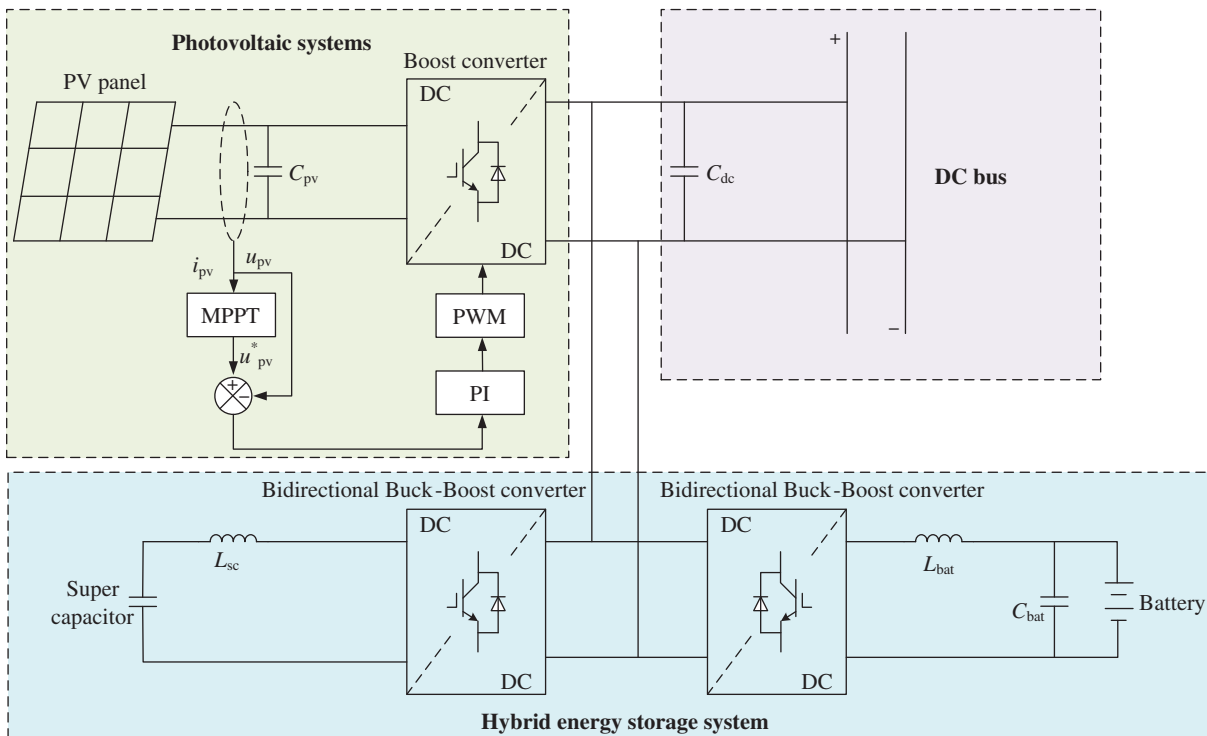 Photovoltaic systems
PV panel
Boost converter
DC
DC
C_pv
i_pv
u_pv
MPPT
u*_pv
+
−
PWM
PI
+
−
C_dc
DC bus
Bidirectional Buck-Boost converter
Bidirectional Buck-Boost converter
DC
DC
L_sc
Super
capacitor
DC
DC
L_bat
C_bat
Battery
Hybrid energy storage system